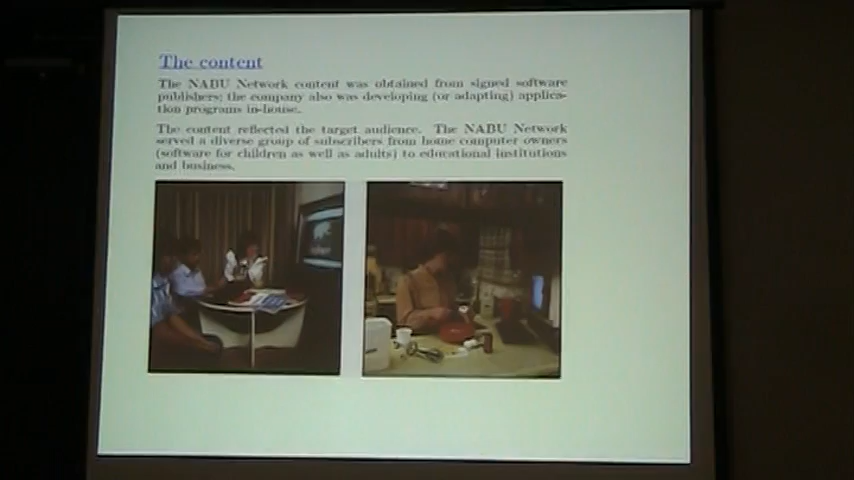 The content
The NABU Network content was obtained from signed software
publishers; the company also was developing (or adapting) applica-
tion programs in-house.
The content reflected the target audience. The NABU Network
served a diverse group of subscribers from home computer owners
(software for children as well as adults) to educational institutions
and business.